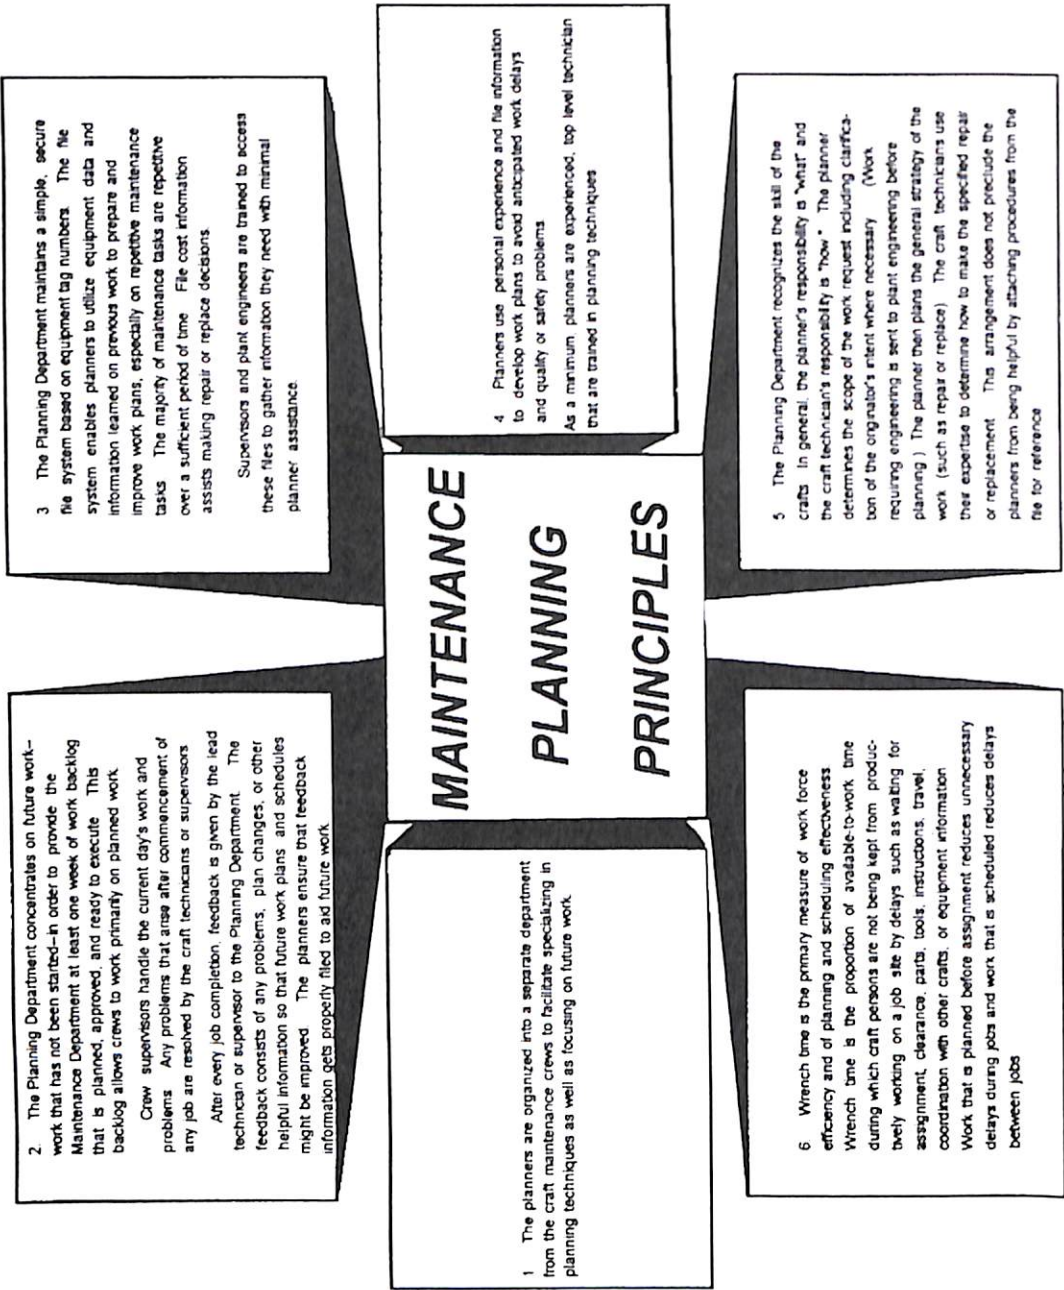 MAINTENANCE
PLANNING
PRINCIPLES
1 The planners are organized into a separate department
from the craft maintenance crews to facilitate specializing in
planning techniques as well as focusing on future work
2. The Planning Department concentrates on future work–
work that has not been started–in order to provide the
Maintenance Department at least one week of work backlog
that is planned, approved, and ready to execute This
backlog allows crews to work primarily on planned work
Crew supervisors handle the current day's work and
problems Any problems that arise after commencement of
any job are resolved by the craft technicians or supervisors
After every job completion, feedback is given by the lead
technician or supervisor to the Planning Department The
feedback consists of any problems, plan changes, or other
helpful information so that future work plans and schedules
might be improved The planners ensure that feedback
information gets properly filed to aid future work
3 The Planning Department maintains a simple, secure
file system based on equipment tag numbers The file
system enables planners to utilize equipment data and
information learned on previous work to prepare and
improve work plans, especially on repetitive maintenance
tasks The majority of maintenance tasks are repetitive
over a sufficient period of time File cost information
assists making repair or replace decisions
Supervisors and plant engineers are trained to access
these files to gather information they need with minimal
planner assistance.
4 Planners use personal experience and file information
to develop work plans to avoid anticipated work delays
and quality or safety problems
As a minimum, planners are experienced, top level technician
that are trained in planning techniques
5 The Planning Department recognizes the skill of the
crafts In general, the planner's responsibility is "what" and
the craft technician's responsibility is "how" The planner
determines the scope of the work request including clarifica-
tion of the originator's intent where necessary (Work
requiring engineering is sent to plant engineering before
planning ) The planner then plans the general strategy of the
work (such as repair or replace) The craft technicians use
their expertise to determine how to make the specified repair
or replacement This arrangement does not preclude the
planners from being helpful by attaching procedures from the
file for reference
6 Wrench time is the primary measure of work force
efficiency and of planning and scheduling effectiveness
Wrench time is the proportion of available-to-work time
during which craft persons are not being kept from produc-
tively working on a job site by delays such as waiting for
assignment, clearance, parts, tools, instructions, travel,
coordination with other crafts, or equipment information
Work that is planned before assignment reduces unnecessary
delays during jobs and work that is scheduled reduces delays
between jobs